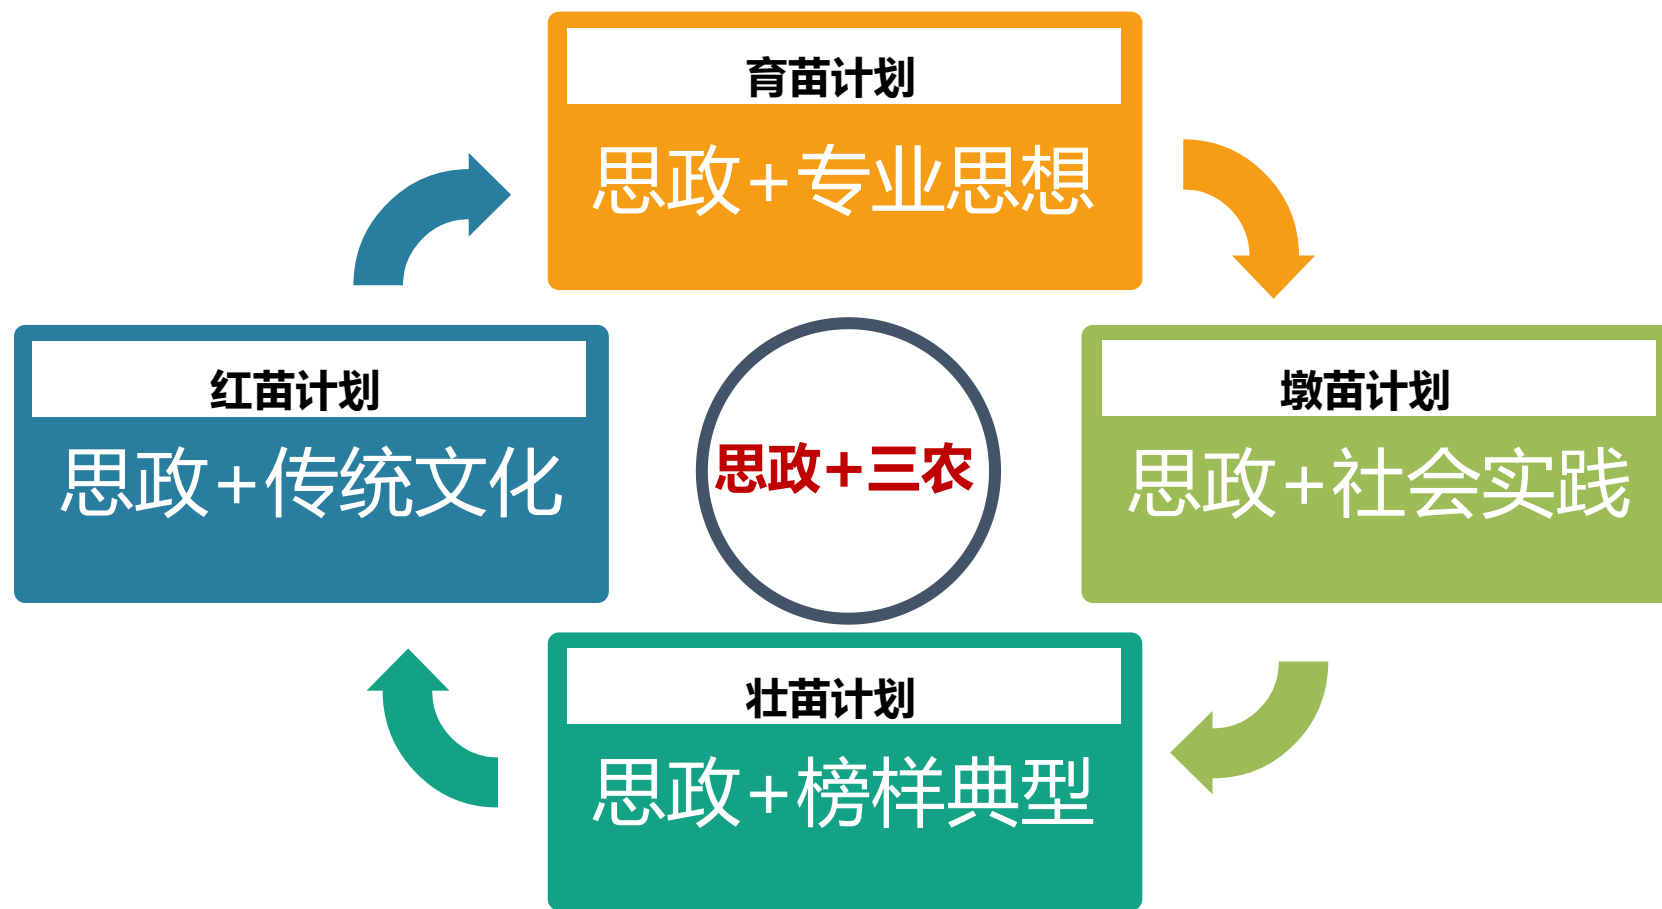 育苗计划
思政+专业思想
红苗计划
思政+传统文化
思政+三农
墩苗计划
思政+社会实践
壮苗计划
思政+榜样典型